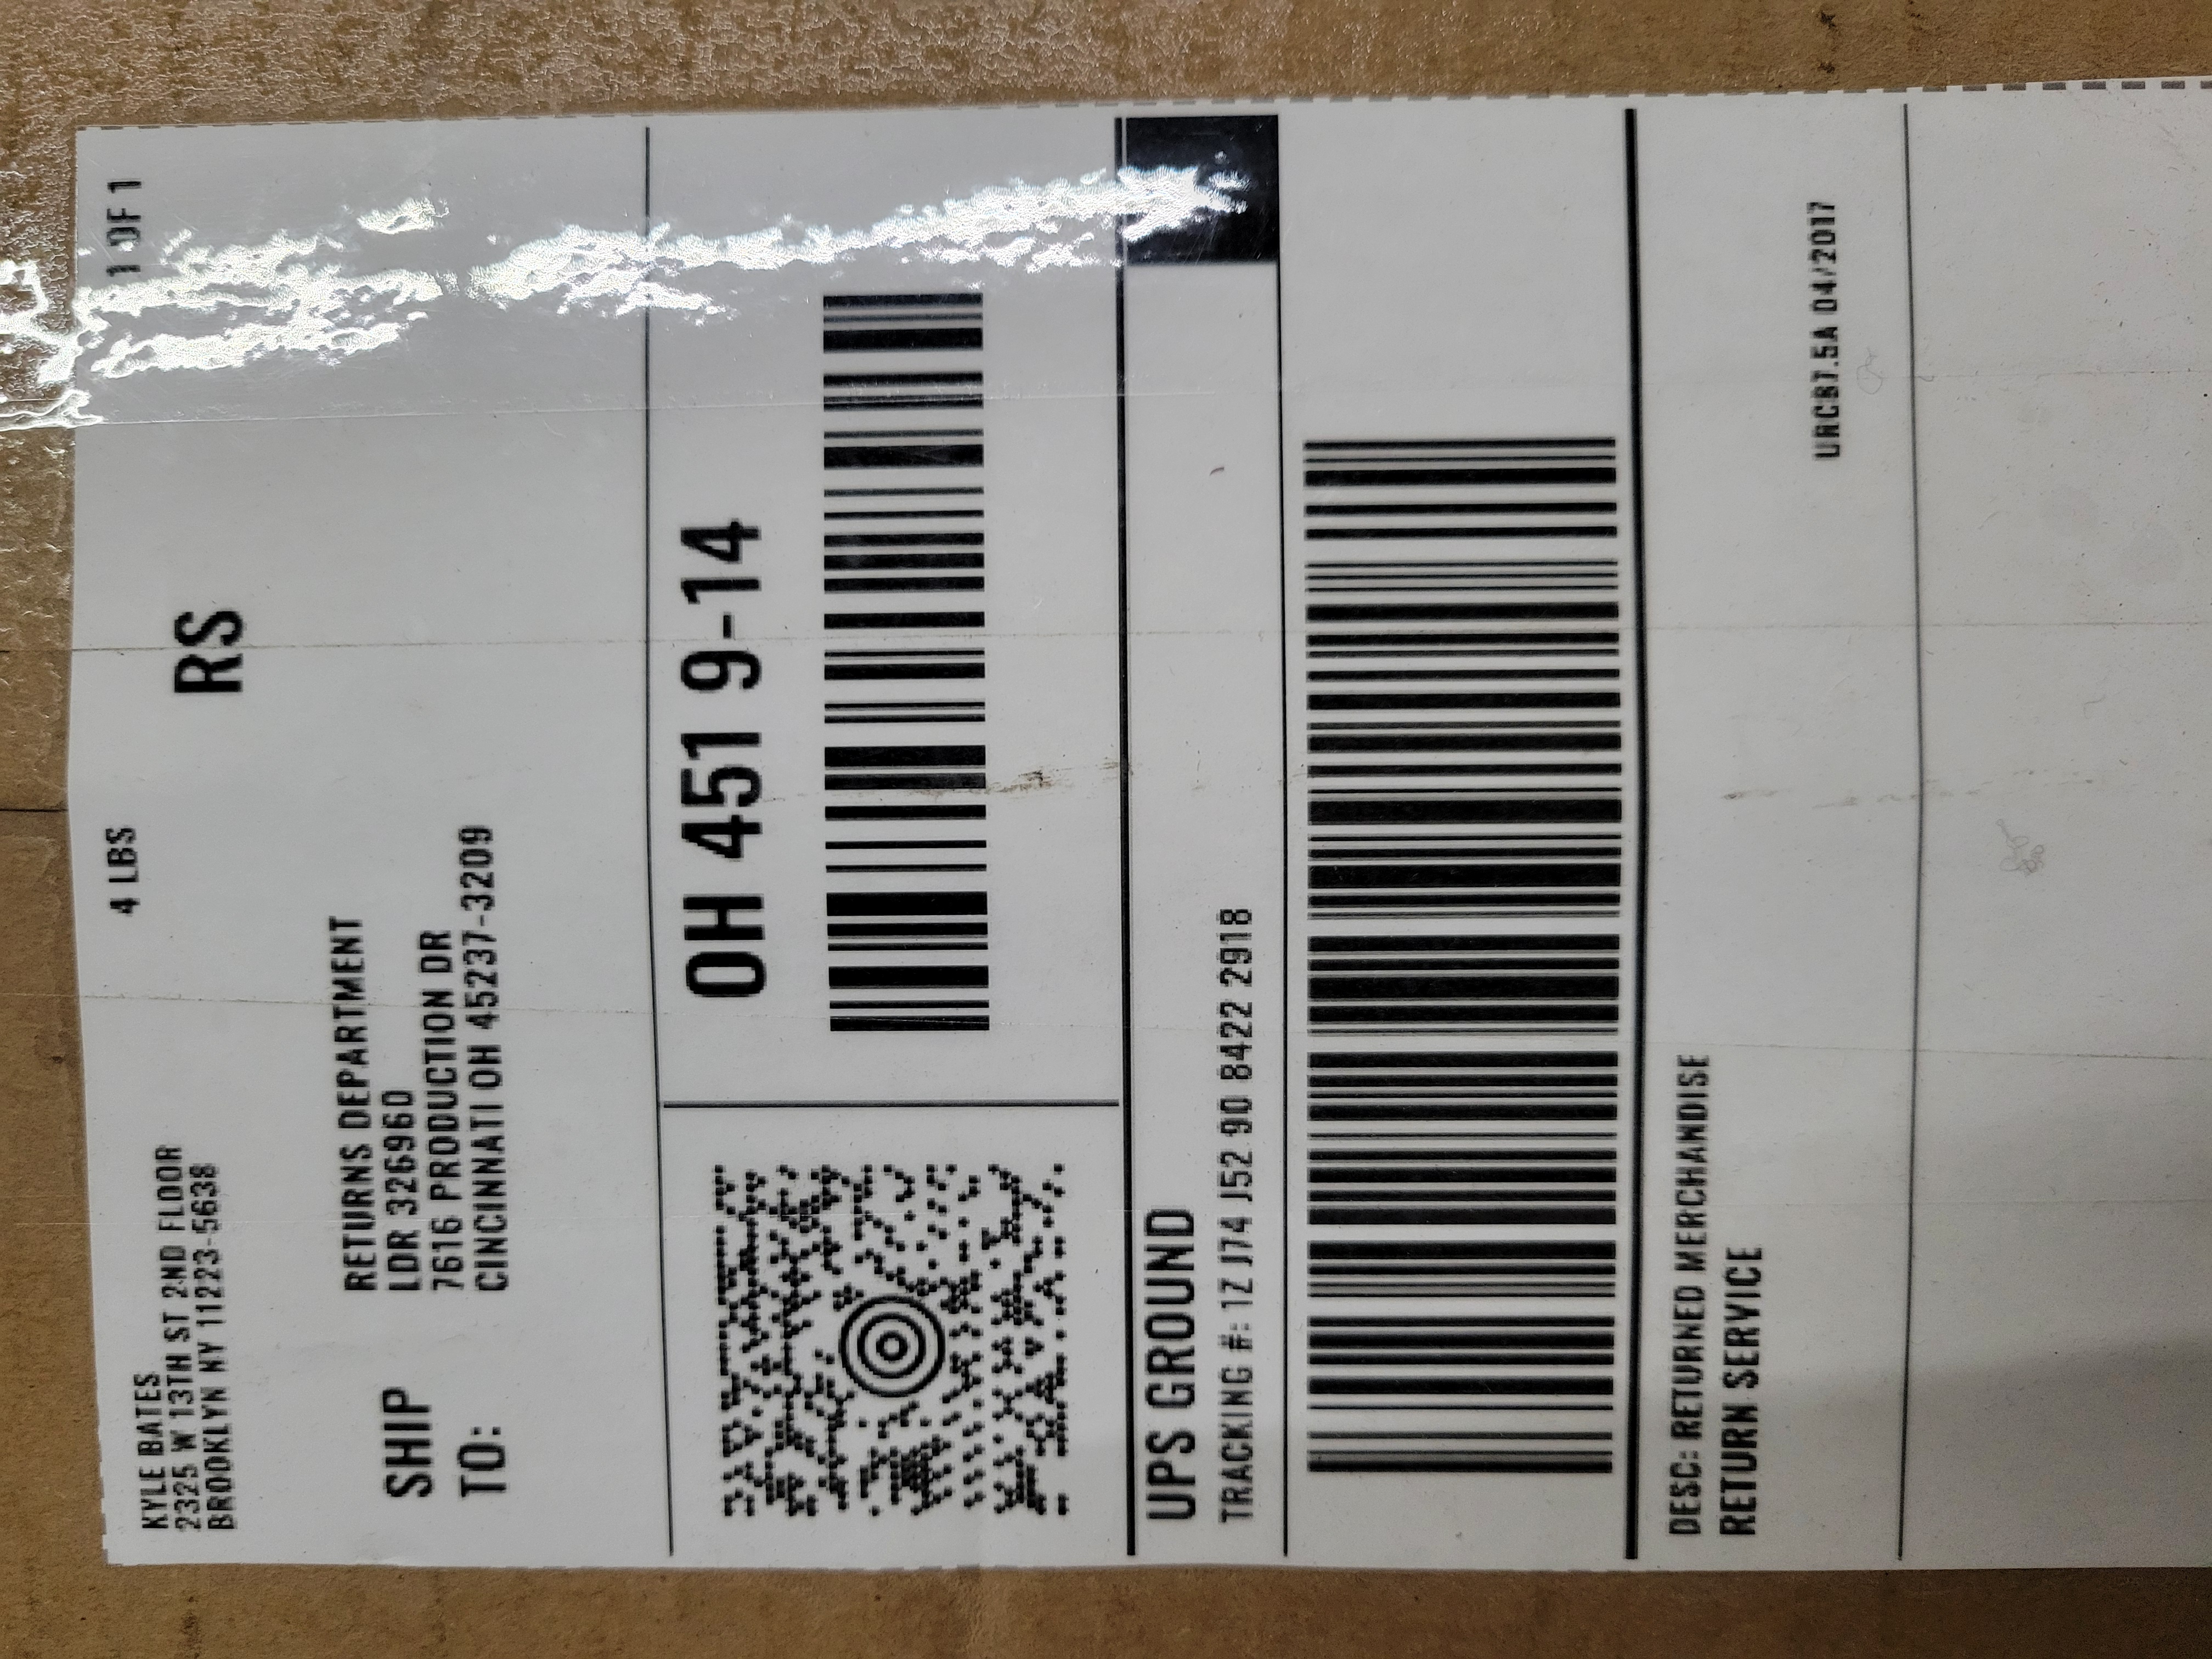 KYLE BATES
2325 W 13TH ST 2ND FLOOR
BROOKLYN NY 11223-5638
4 LBS
1 OF 1
RS
SHIP
TO:
RETURNS DEPARTMENT
LDR 326960
7616 PRODUCTION DR
CINCINNATI OH 45237-3209
OH 451 9-14
UPS GROUND
TRACKING #: 1Z J74 J52 90 8422 2918
DESC: RETURNED MERCHANDISE
RETURN SERVICE
URCB7.5A 04/2017